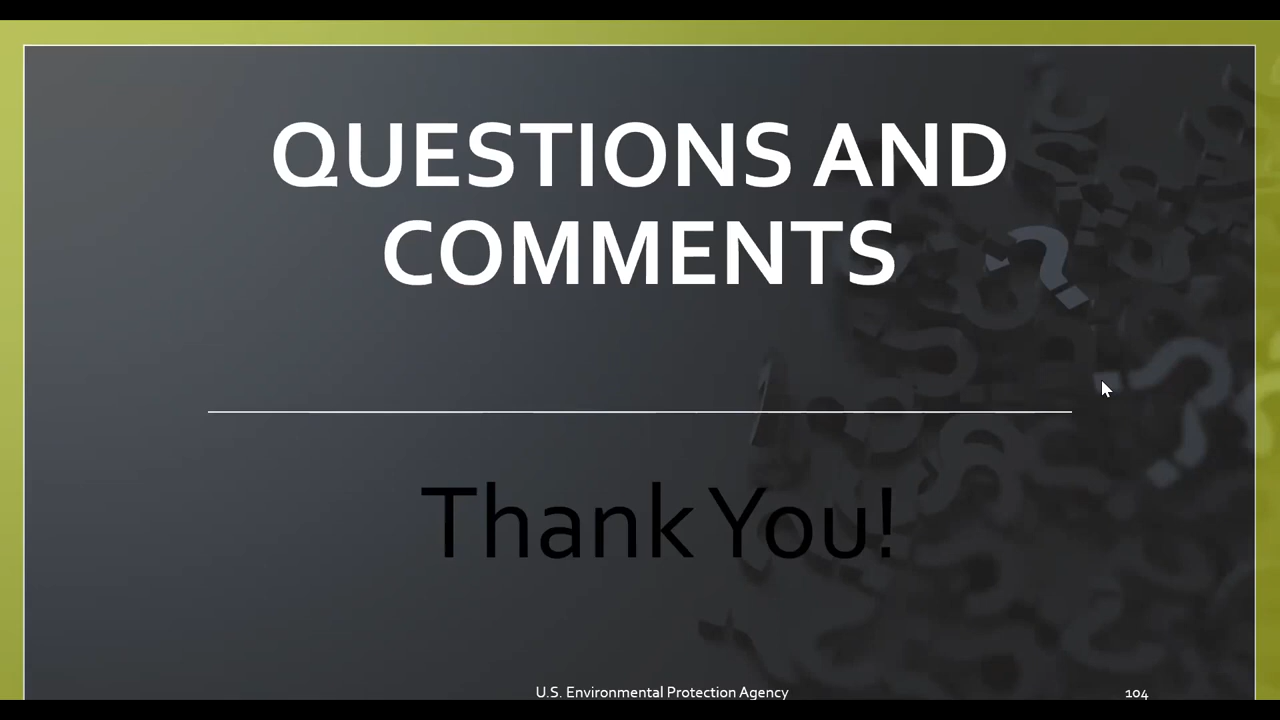 QUESTIONS AND
COMMENTS
Thank You!
U.S. Environmental Protection Agency
104